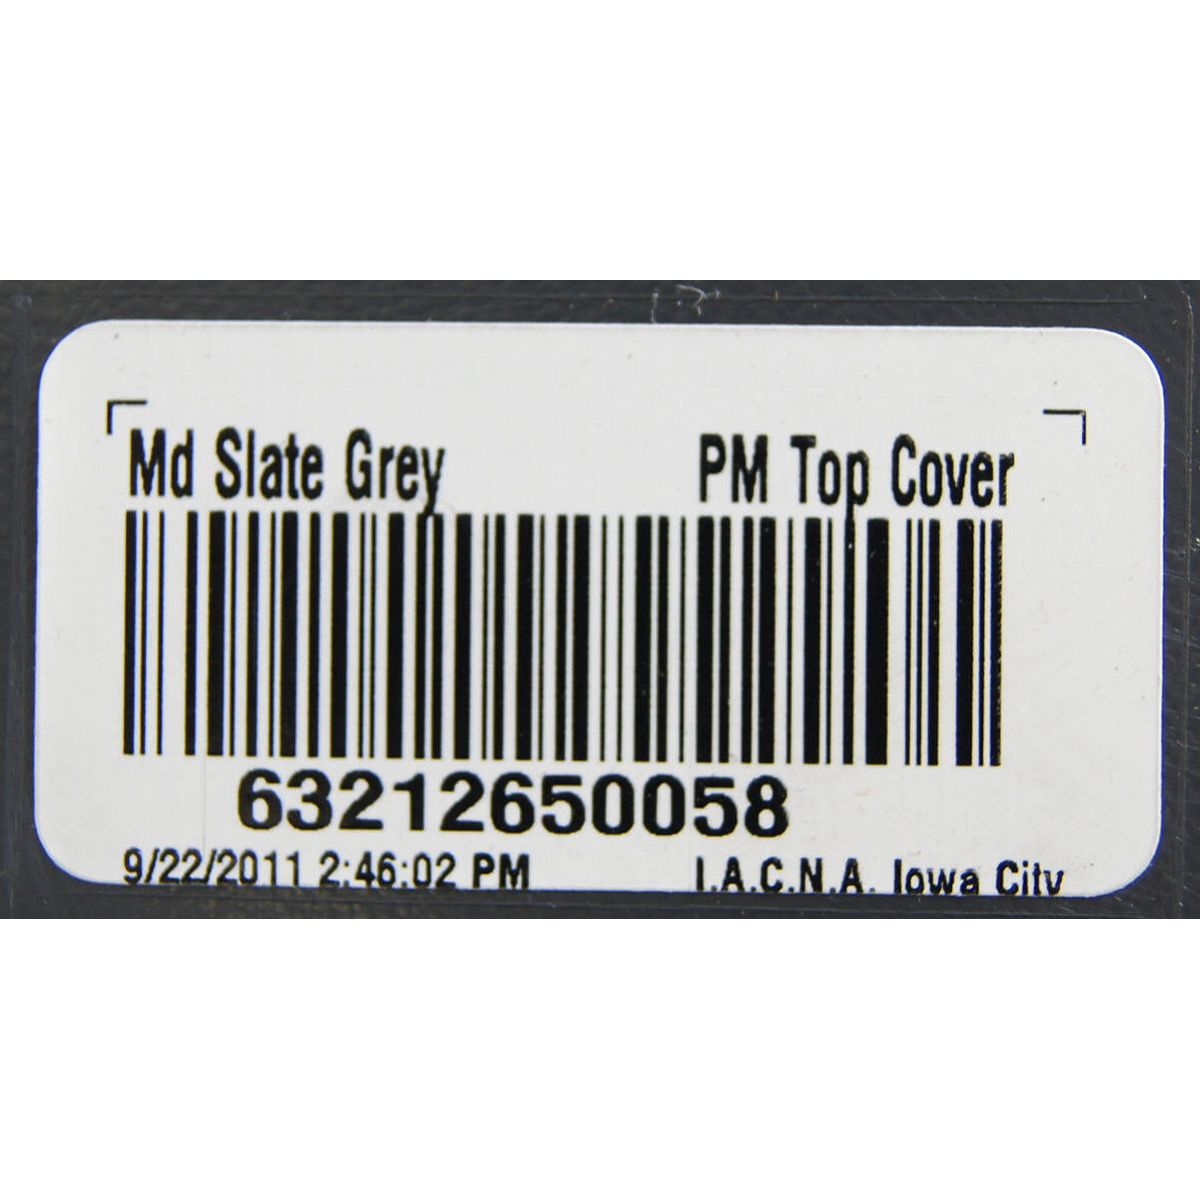 Md Slate Grey PM Top Cover
63212650058
9/22/2011 2:46:02 PM I.A.C.N.A. Iowa City